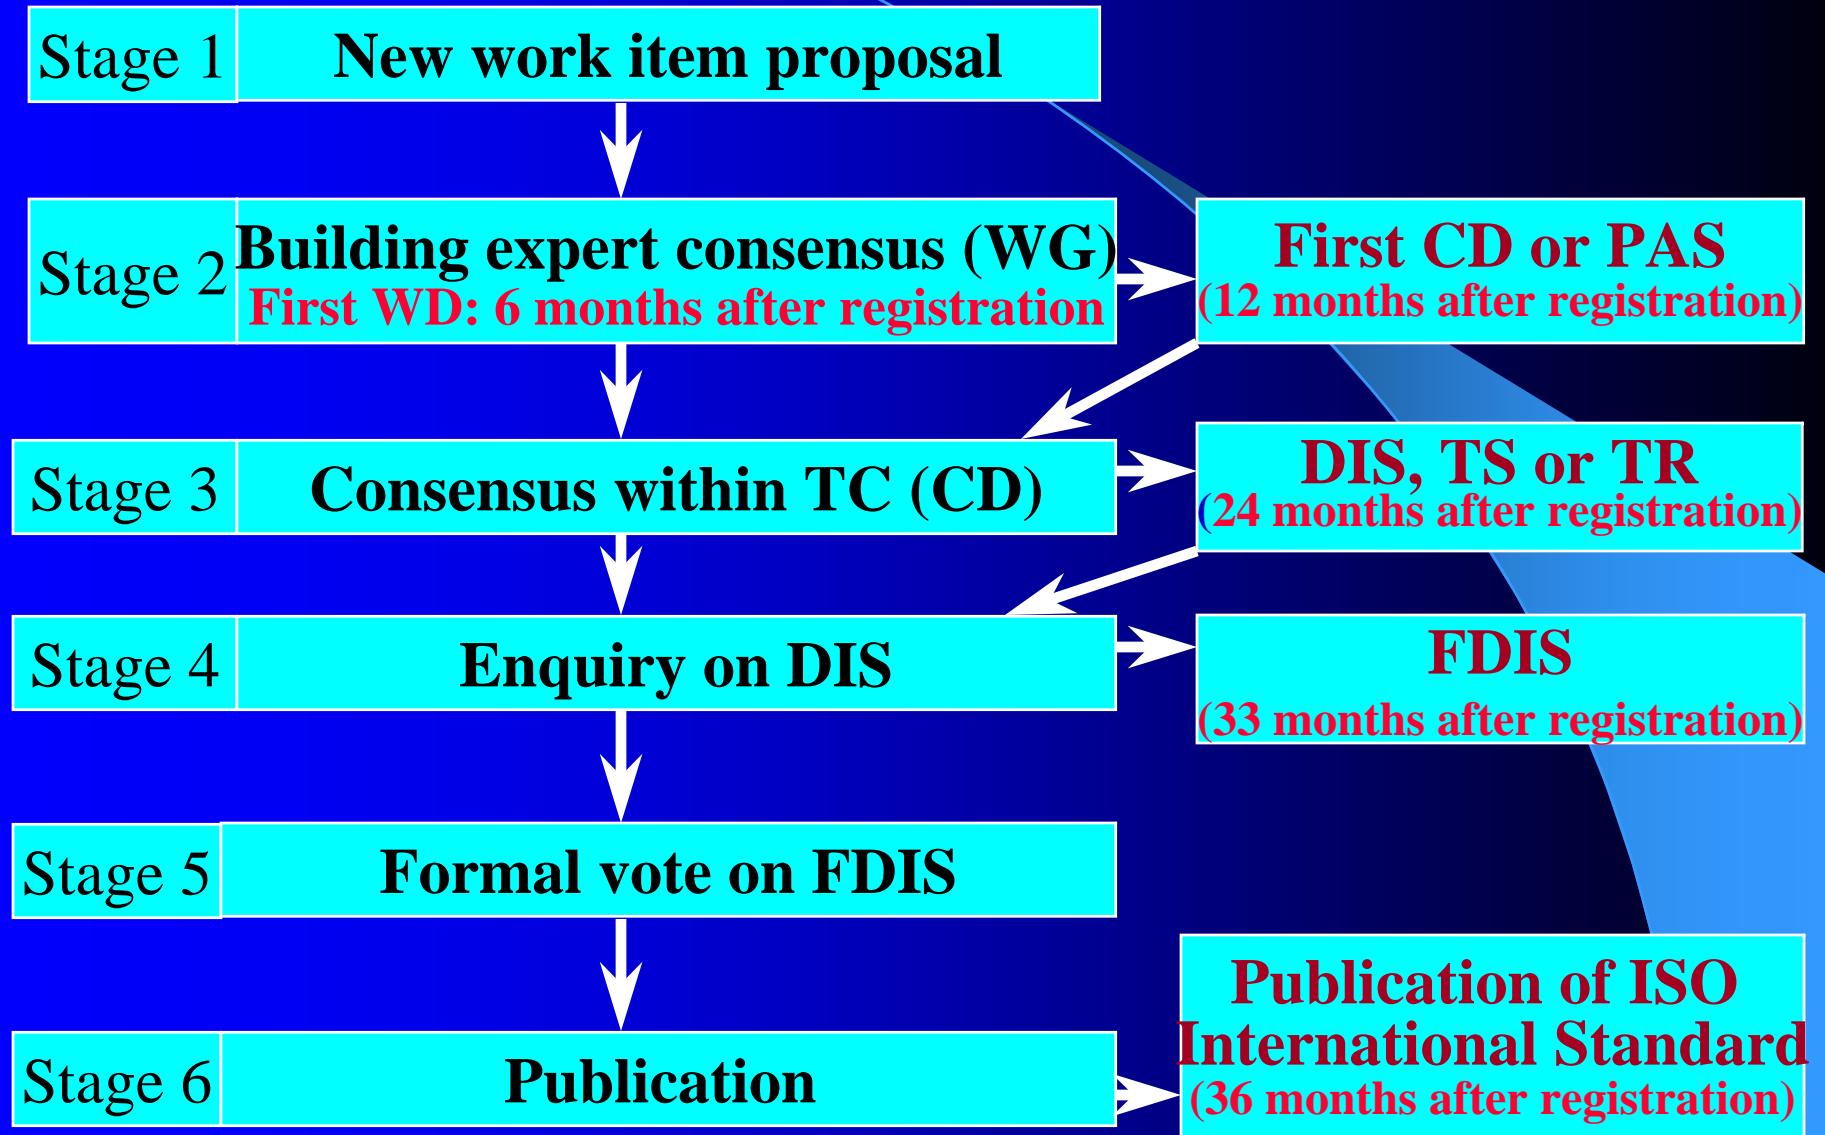 Stage 1
New work item proposal
Stage 2
Building expert consensus (WG)
First WD: 6 months after registration
First CD or PAS
(12 months after registration)
Stage 3
Consensus within TC (CD)
DIS, TS or TR
(24 months after registration)
Stage 4
Enquiry on DIS
FDIS
(33 months after registration)
Stage 5
Formal vote on FDIS
Stage 6
Publication
Publication of ISO
International Standard
(36 months after registration)